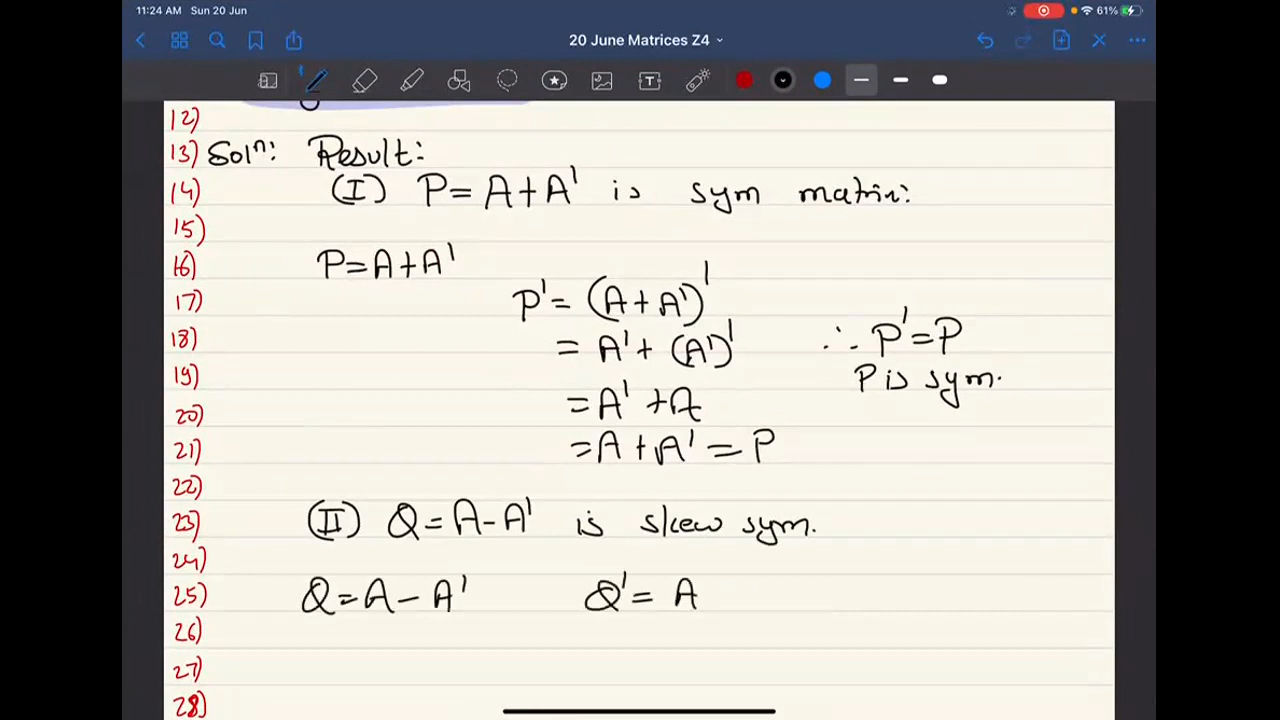 11:24 AM Sun 20 Jun
61%
20 June Matrices Z4
12)
13) Solⁿ: Result:
14) (I) P=A+A' is sym matrix:
15)
16) P=A+A'
17) P'= (A+A')'
18) = A'+ (A')' ∴ P'=P
19) P is sym.
20) =A'+A
21) =A+A'=P
22)
23) (II) Q=A-A' is skew sym.
24)
25) Q=A-A' Q'= A
26)
27)
28)